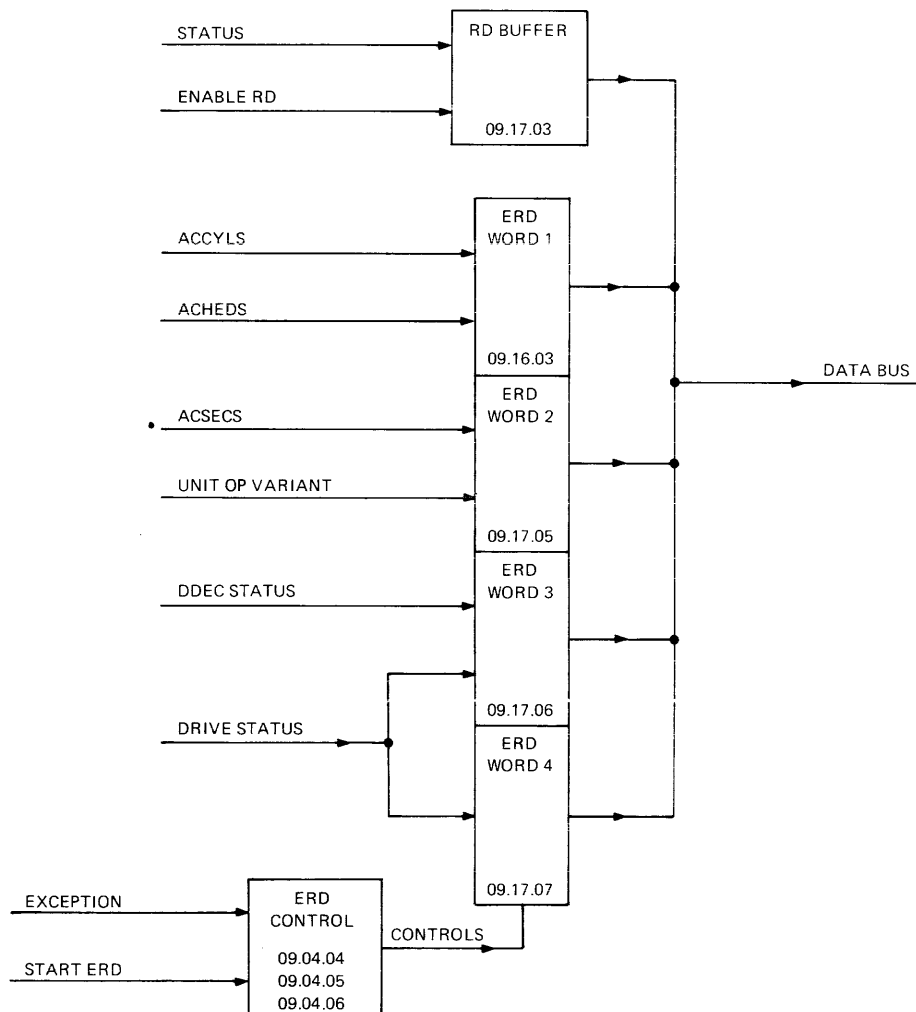 STATUS
RD BUFFER
ENABLE RD
09.17.03
ERD
WORD 1
ACCYLS
ACHEDS
09.16.03
DATA BUS
ERD
WORD 2
ACSECS
UNIT OP VARIANT
09.17.05
ERD
WORD 3
DDEC STATUS
09.17.06
DRIVE STATUS
ERD
WORD 4
09.17.07
EXCEPTION
ERD
CONTROL
CONTROLS
09.04.04
START ERD
09.04.05
09.04.06